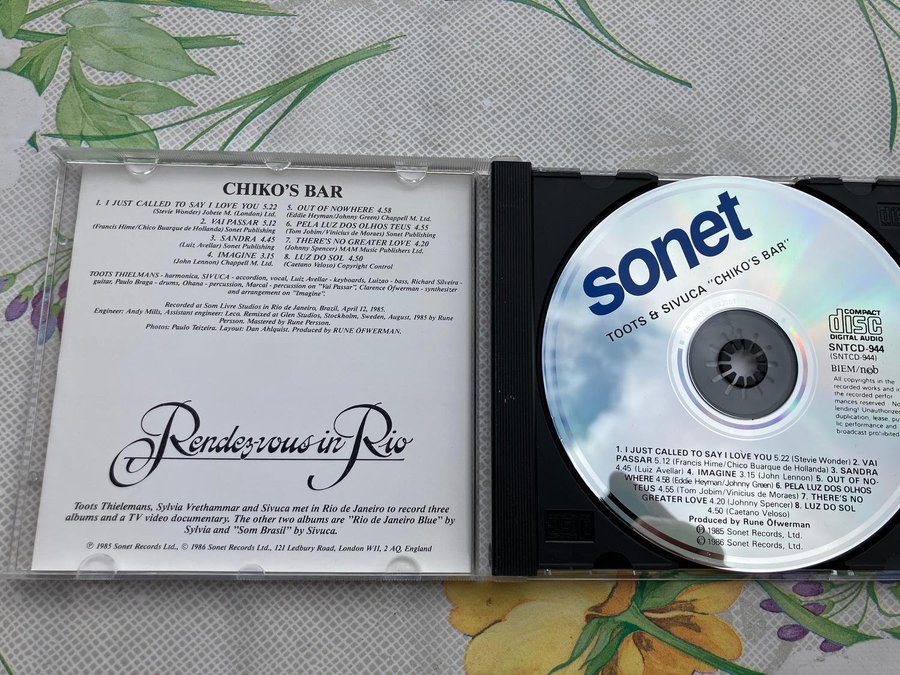 CHIKO'S BAR
1. I JUST CALLED TO SAY I LOVE YOU 5.22
(Stevie Wonder) Jobete M. (London) Ltd.
2. VAI PASSAR 5.12
(Francis Hime/Chico Buarque de Hollanda) Sonet Publishing
3. SANDRA 4.45
(Luiz Avellar) Sonet Publishing
4. IMAGINE 3.15
(John Lennon) Chappell M. Ltd.
5. OUT OF NOWHERE 4.58
(Eddie Heyman/Johnny Green) Chappell M. Ltd.
6. PELA LUZ DOS OLHOS TEUS 4.55
(Tom Jobim/Vinicius de Moraes) Sonet Publishing
7. THERE'S NO GREATER LOVE 4.20
(Johnny Spencer) MAM Music Publishers Ltd.
8. LUZ DO SOL 4.50
(Caetano Veloso) Copyright Control
TOOTS THIELMANS - harmonica, SIVUCA - accordion, vocal, Luiz Avellar - keyboards, Luizao - bass, Richard Silveira -
guitar, Paulo Braga - drums, Ohana - percussion, Marcal - percussion on "Vai Passar", Clarence Öfwerman - synthesizer
and arrangement on "Imagine".
Recorded at Som Livre Studios in Rio de Janeiro, Brazil, April 12, 1985.
Engineer: Andy Mills, Assistant engineer: Leco. Remixed at Glen Studios, Stockholm, Sweden, August, 1985 by Rune
Persson. Mastered by Rune Persson.
Photos: Paulo Teizeira. Layout: Dan Ahlquist. Produced by RUNE ÖFWERMAN.
Rendez-vous in Rio
Toots Thielemans, Sylvia Vrethammar and Sivuca met in Rio de Janeiro to record three
albums and a TV video documentary. The other two albums are "Rio de Janeiro Blue" by
Sylvia and "Som Brasil" by Sivuca.
℗ 1985 Sonet Records Ltd., © 1986 Sonet Records Ltd., 121 Ledbury Road, London W11, 2 AQ, England
sonet
TOOTS & SIVUCA "CHIKO'S BAR"
COMPACT
disc
DIGITAL AUDIO
SNTCD-944
(SNTCD-944)
BIEM/n©b
All copyrights in the
recorded works and in
the recorded perfor
mances reserved No
lending! Unauthorized
duplication, lease, pu
lic performance and
broadcast prohibited
1. I JUST CALLED TO SAY I LOVE YOU 5.22 (Stevie Wonder) 2. VAI
PASSAR 5.12 (Francis Hime/Chico Buarque de Hollanda) 3. SANDRA
4.45 (Luiz Avellar) 4. IMAGINE 3.15 (John Lennon) 5. OUT OF NO-
WHERE 4.58 (Eddie Heyman/Johnny Green) 6. PELA LUZ DOS OLHOS
TEUS 4.55 (Tom Jobim/Vinicius de Moraes) 7. THERE'S NO
GREATER LOVE 4.20 (Johnny Spencer) 8. LUZ DO SOL
4.50 (Caetano Veloso)
Produced by Rune Öfwerman
℗ 1985 Sonet Records, Ltd.
© 1986 Sonet Records, Ltd.